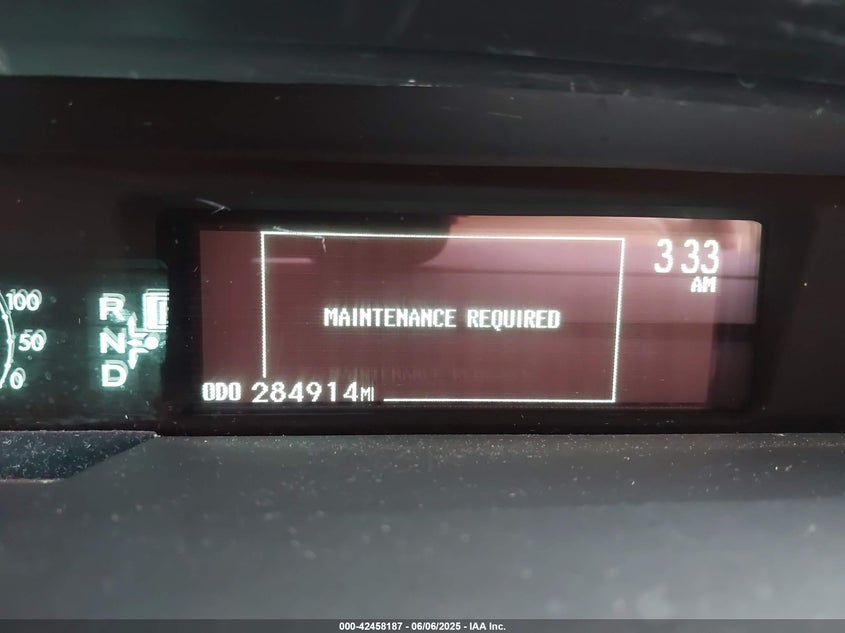 3:33
AM
100
50
0
R
N
D
MAINTENANCE REQUIRED
ODO 284914MI
000-42458187 - 06/06/2025 - IAA Inc.